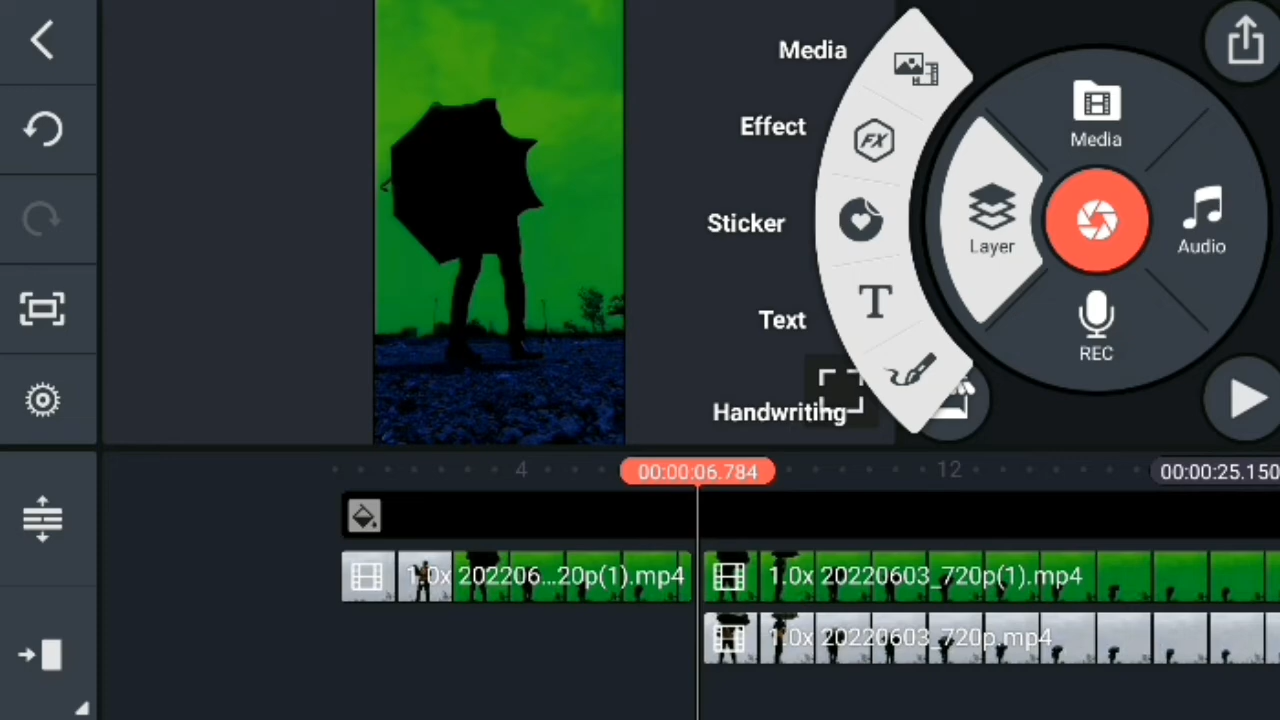 Media
Effect
FX
Sticker
Text
T
Handwriting
Media
Layer
Audio
REC
4
00:00:06.784
12
00:00:25.150
1.0x 202206...20p(1).mp4
1.0x 20220603_720p(1).mp4
1.0x 20220603_720p.mp4